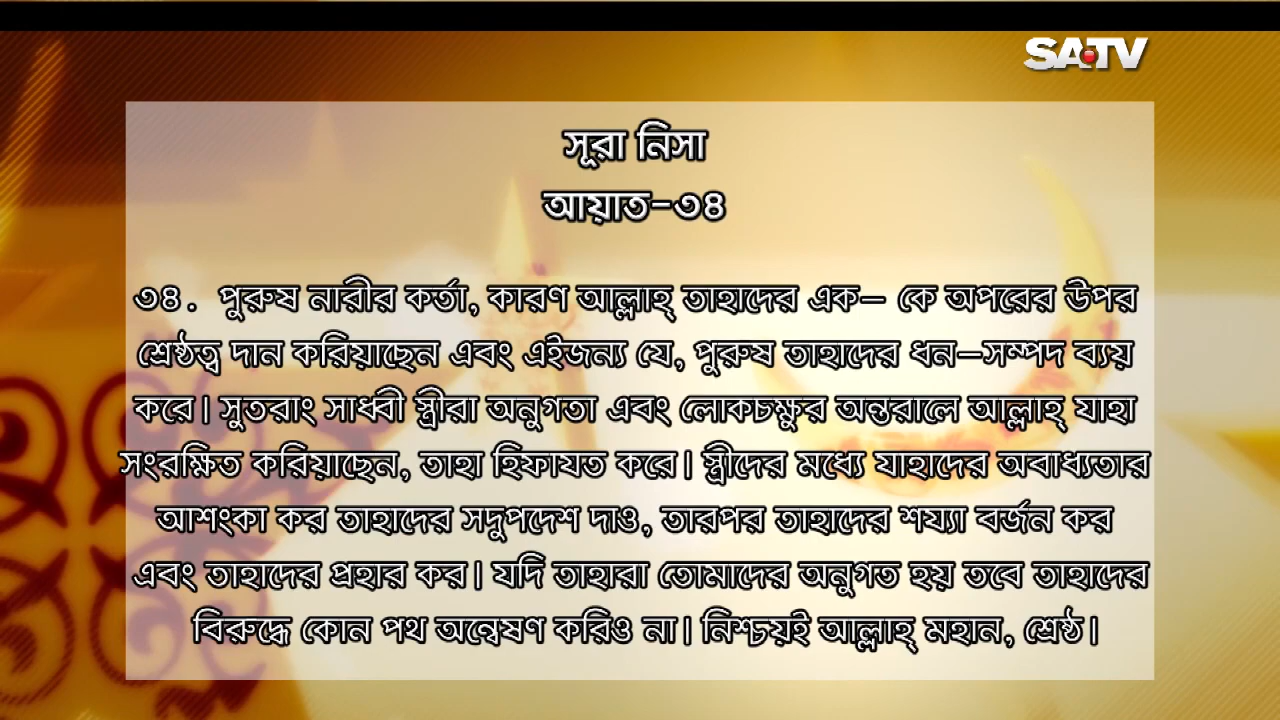 SATV
সূরা নিসা
আয়াত-৩৪
৩৪. পুরুষ নারীর কর্তা, কারণ আল্লাহ্ তাহাদের এক– কে অপরের উপর
শ্রেষ্ঠত্ব দান করিয়াছেন এবং এইজন্য যে, পুরুষ তাহাদের ধন–সম্পদ ব্যয়
করে। সুতরাং সাধ্বী স্ত্রীরা অনুগতা এবং লোকচক্ষুর অন্তরালে আল্লাহ্ যাহা
সংরক্ষিত করিয়াছেন, তাহা হিফাযত করে। স্ত্রীদের মধ্যে যাহাদের অবাধ্যতার
আশংকা কর তাহাদের সদুপদেশ দাও, তারপর তাহাদের শয্যা বর্জন কর
এবং তাহাদের প্রহার কর। যদি তাহারা তোমাদের অনুগত হয় তবে তাহাদের
বিরুদ্ধে কোন পথ অন্বেষণ করিও না। নিশ্চয়ই আল্লাহ্ মহান, শ্রেষ্ঠ।